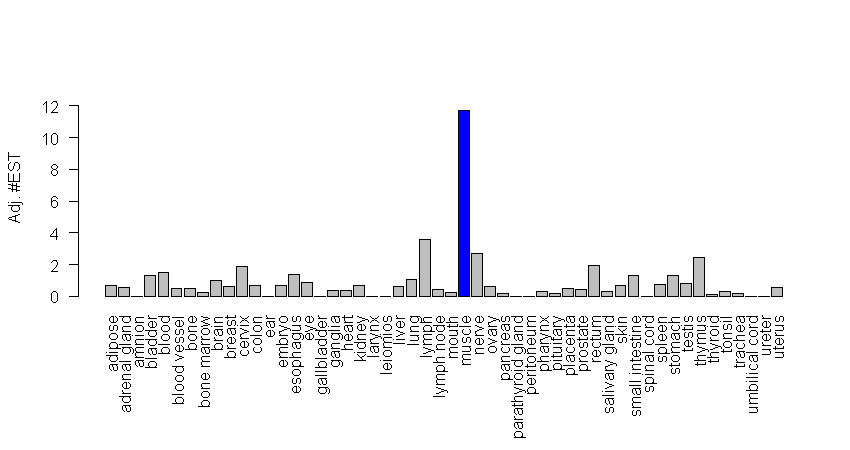 Adj. #EST
12
10
8
6
4
2
0
adipose
adrenal gland
amnion
bladder
blood
blood vessel
bone
bone marrow
brain
breast
cervix
colon
ear
embryo
esophagus
eye
gallbladder
ganglia
heart
kidney
larynx
leiomios
liver
lung
lymph
lymph node
mouth
muscle
nerve
ovary
pancreas
parathyroid gland
peritoneum
pharynx
pituitary
placenta
prostate
rectum
salivary gland
skin
small intestine
spinal cord
spleen
stomach
testis
thymus
thyroid
tonsil
trachea
umbilical cord
ureter
uterus